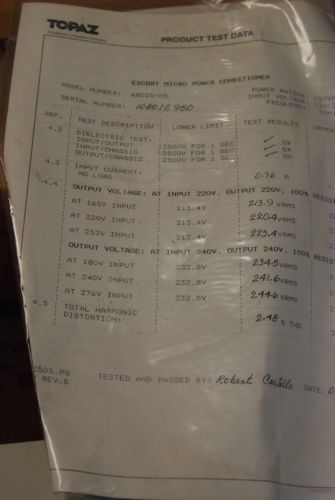 TOPAZ
PRODUCT TEST DATA
ESCORT MICRO POWER CONDITIONER
MODEL NUMBER: 68025-05
POWER RATING:
SERIAL NUMBER: 108012 950
INPUT VOLTAGE:
FREQUENCY:
REF. TEST DESCRIPTION LOWER LIMIT TEST RESULTS
4.2 DIELECTRIC TEST:
INPUT/OUTPUT 2500V FOR 1 SEC ✓ OK
INPUT/CHASSIS 2500V FOR 1 SEC ✓ OK
OUTPUT/CHASSIS 2500V FOR 1 SEC ✓ OK
4.3 INPUT CURRENT:
NO LOAD 0.76 A
4.4 OUTPUT VOLTAGE: AT INPUT 220V, OUTPUT 220V, 100%
AT 165V INPUT 213.4V 213.9 VRMS
AT 220V INPUT 213.4V 220.4 VRMS
AT 253V INPUT 213.4V 223.4 VRMS
OUTPUT VOLTAGE: AT INPUT 240V, OUTPUT 240V, 100%
AT 180V INPUT 232.8V 234.5 VRMS
AT 240V INPUT 232.8V 241.6 VRMS
AT 276V INPUT 232.8V 244.6 VRMS
4.5 TOTAL HARMONIC
DISTORTION: 2.48 % THD
REV.B
TESTED AND PASSED BY: Robert DATE: